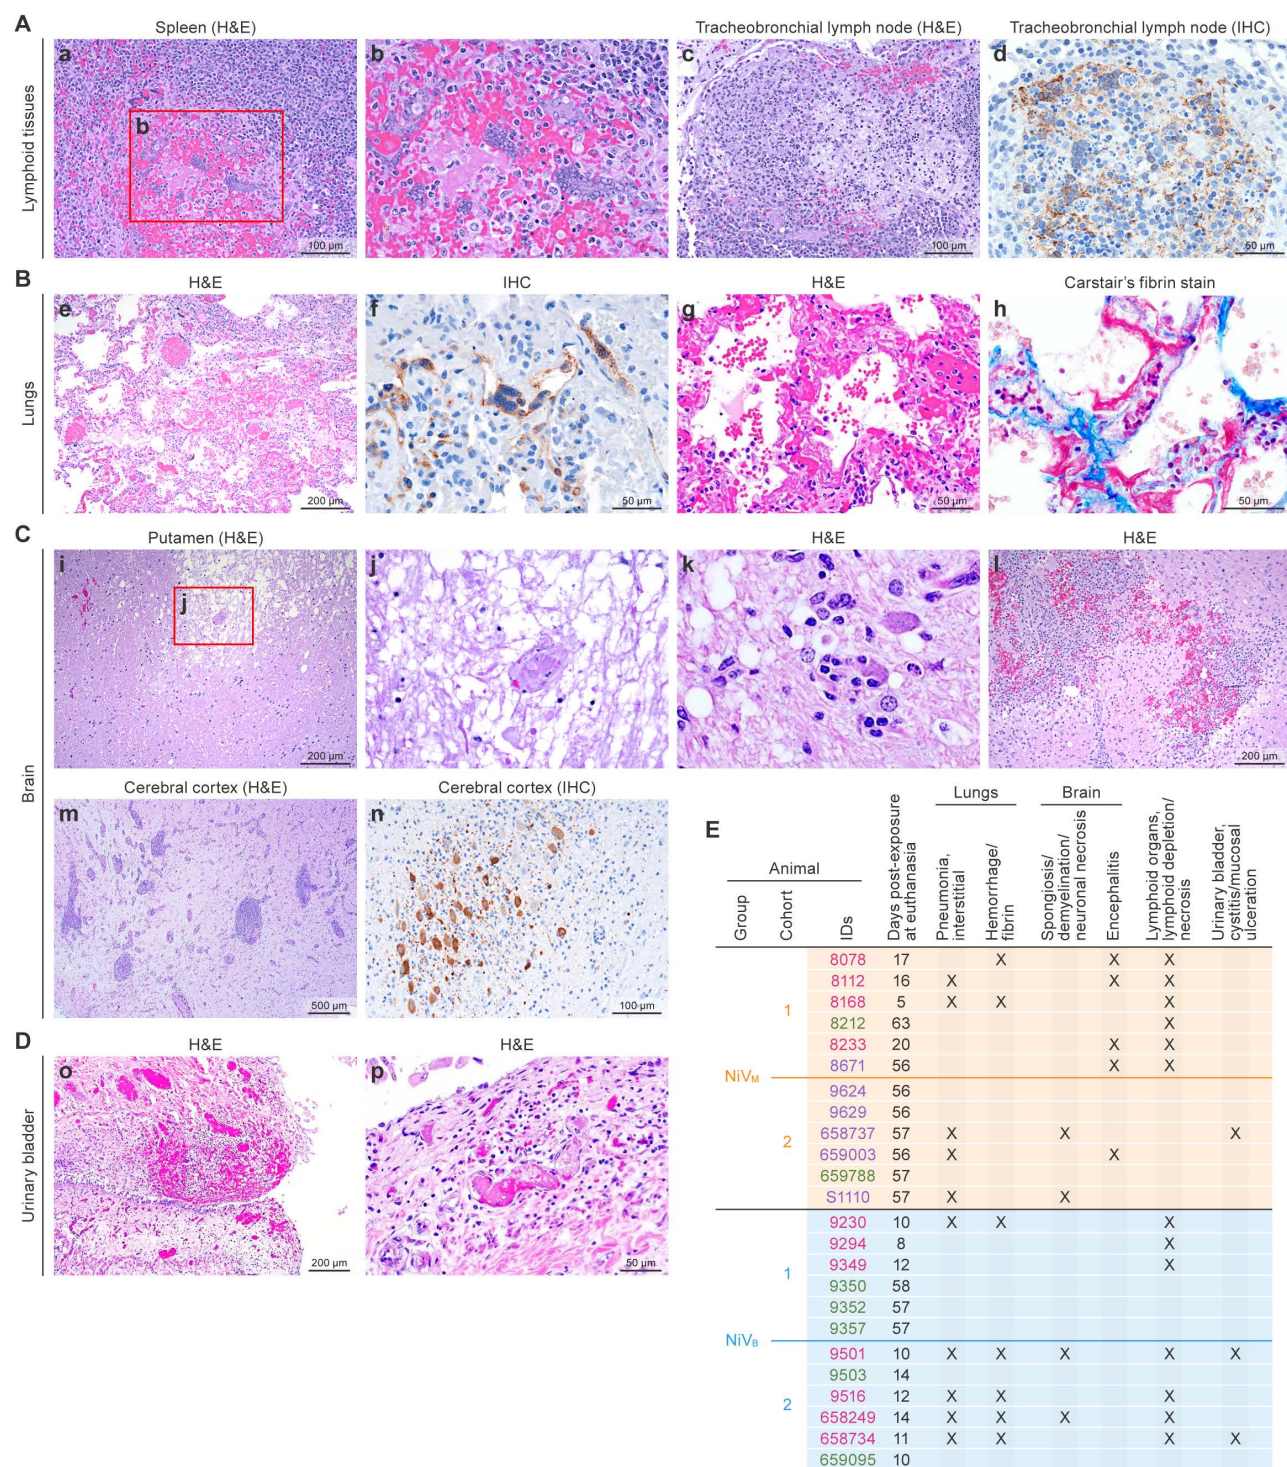 A
Spleen (H&E)
Tracheobronchial lymph node (H&E)
Tracheobronchial lymph node (IHC)
Lymphoid tissues
a
b
100 µm
b
c
100 µm
d
50 µm
B
H&E
IHC
H&E
Carstair's fibrin stain
Lungs
e
200 µm
f
50 µm
g
50 µm
h
50 µm
C
Putamen (H&E)
H&E
H&E
Brain
i
j
200 µm
j
k
l
200 µm
Cerebral cortex (H&E)
Cerebral cortex (IHC)
m
500 µm
n
100 µm
D
H&E
H&E
Urinary bladder
o
200 µm
p
50 µm
E
Lungs
Brain
Animal
Group
Cohort
IDs
Days post-exposure
at euthanasia
Pneumonia,
interstitial
Hemorrhage/
fibrin
Spongiosis/
demyelination/
neuronal necrosis
Encephalitis
Lymphoid organs,
lymphoid depletion/
necrosis
Urinary bladder,
cystitis/mucosal
ulceration
NiVM
1
8078 17 X X X
8112 16 X X X
8168 5 X X X
8212 63 X
8233 20 X X
8671 56 X X
2
9624 56
9629 56
658737 57 X X X
659003 56 X X
659788 57
S1110 57 X X
NiVB
1
9230 10 X X X
9294 8 X
9349 12 X
9350 58
9352 57
9357 57
2
9501 10 X X X X X
9503 14
9516 12 X X X
658249 14 X X X X
658734 11 X X X X
659095 10